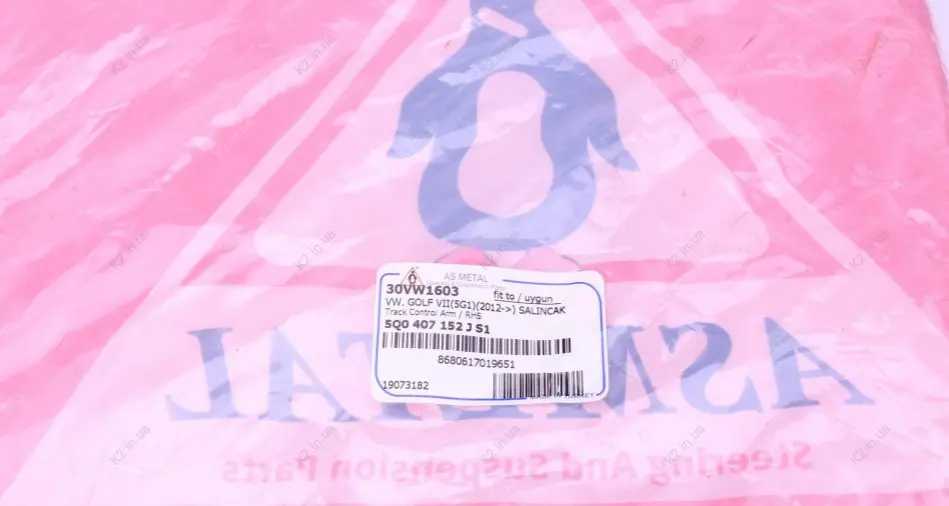 AS METAL
30VW1603
fit to / uygun
VW. GOLF VII(5G1)(2012->) SALINCAK
Track Control Arm / RHS
5Q0 407 152 J S1
8680617019651
19073182
ASMETAL
Steering And Suspension Parts
K2.in.ua